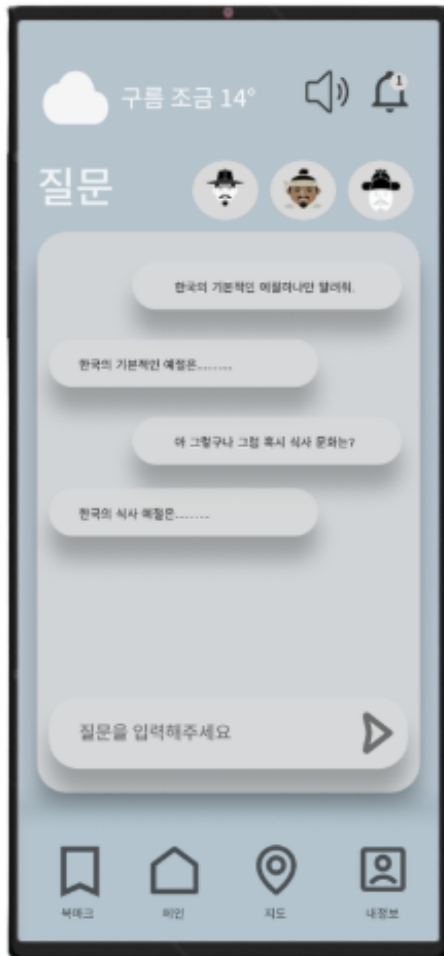 구름 조금 14°
1
질문
한국의 기본적인 예절하나만 알려줘.
한국의 기본적인 예절은........
아 그렇구나 그럼 혹시 식사 문화는?
한국의 식사 예절은........
질문을 입력해주세요
북마크 메인 지도 내정보